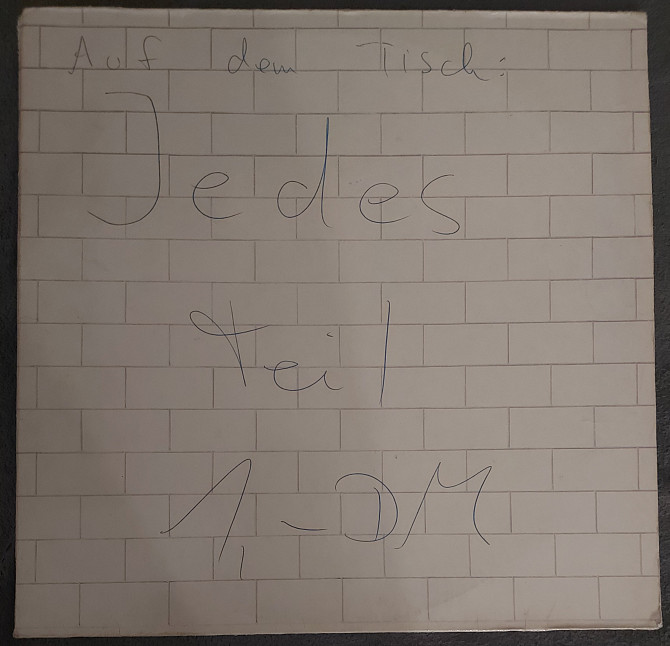 Auf dem Tisch:
Jedes
teil
1,- DM